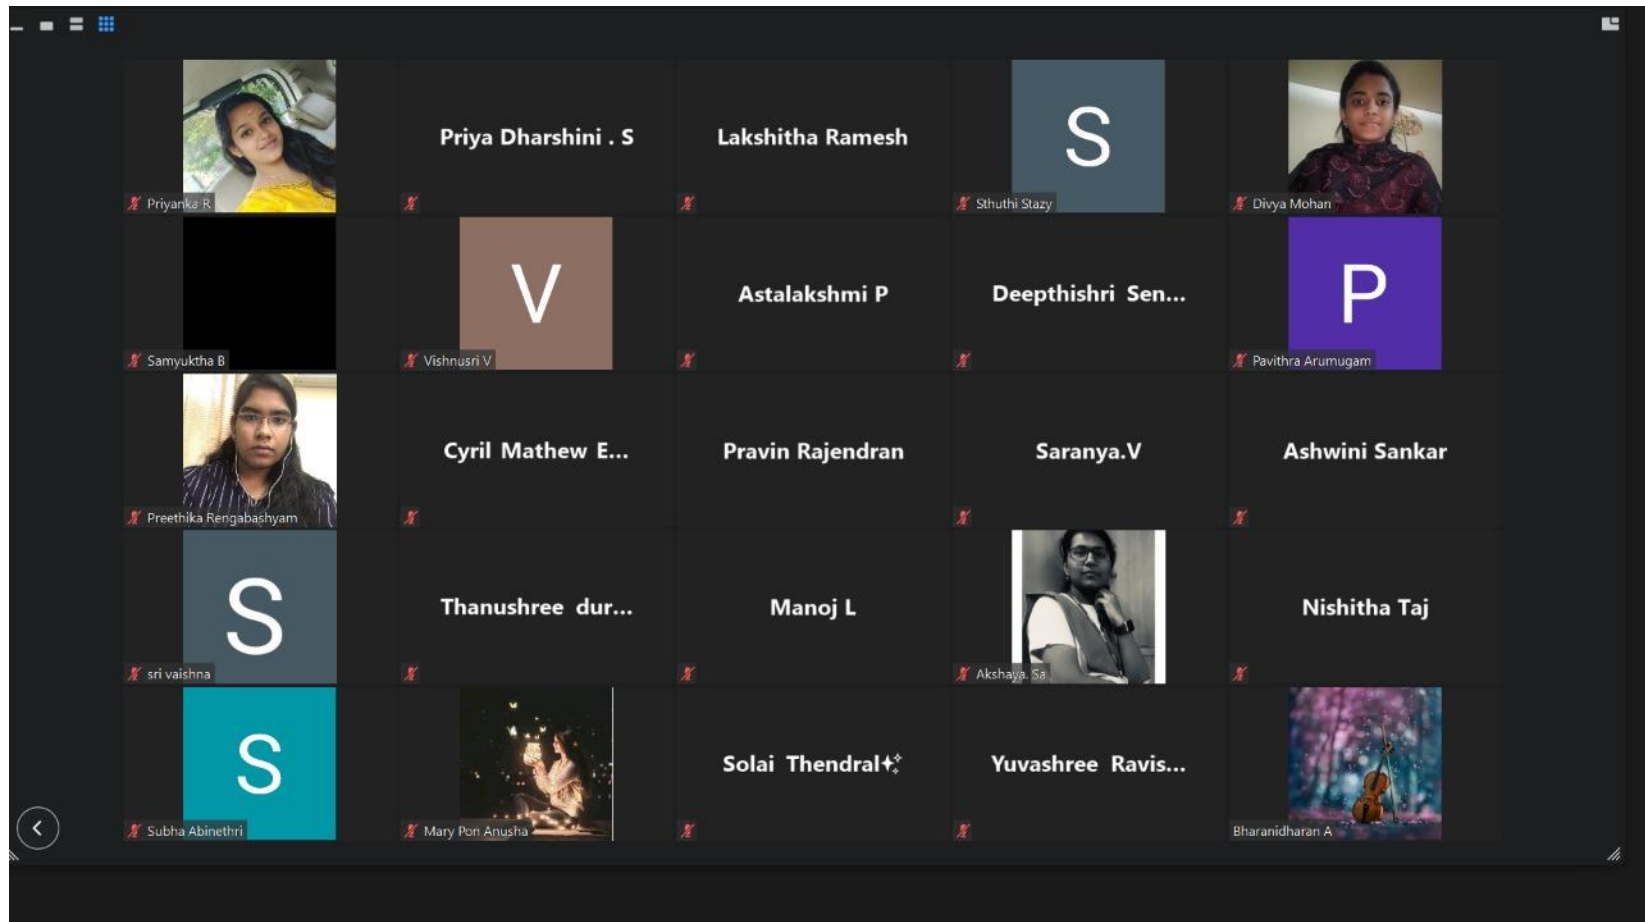 Priya Dharshini . S
Lakshitha Ramesh
S
Priyanka R
Sthuthi Stazy
Divya Mohan
V
Astalakshmi P
Deepthishri Sen...
P
Samyuktha B
Vishnusri V
Pavithra Arumugam
Cyril Mathew E...
Pravin Rajendran
Saranya.V
Ashwini Sankar
Preethika Rengabashyam
S
Thanushree dur...
Manoj L
Nishitha Taj
sri vaishna
Akshaya. Sa
S
Solai Thendral✨
Yuvashree Ravis...
Subha Abinethri
Mary Pon Anusha
Bharanidharan A